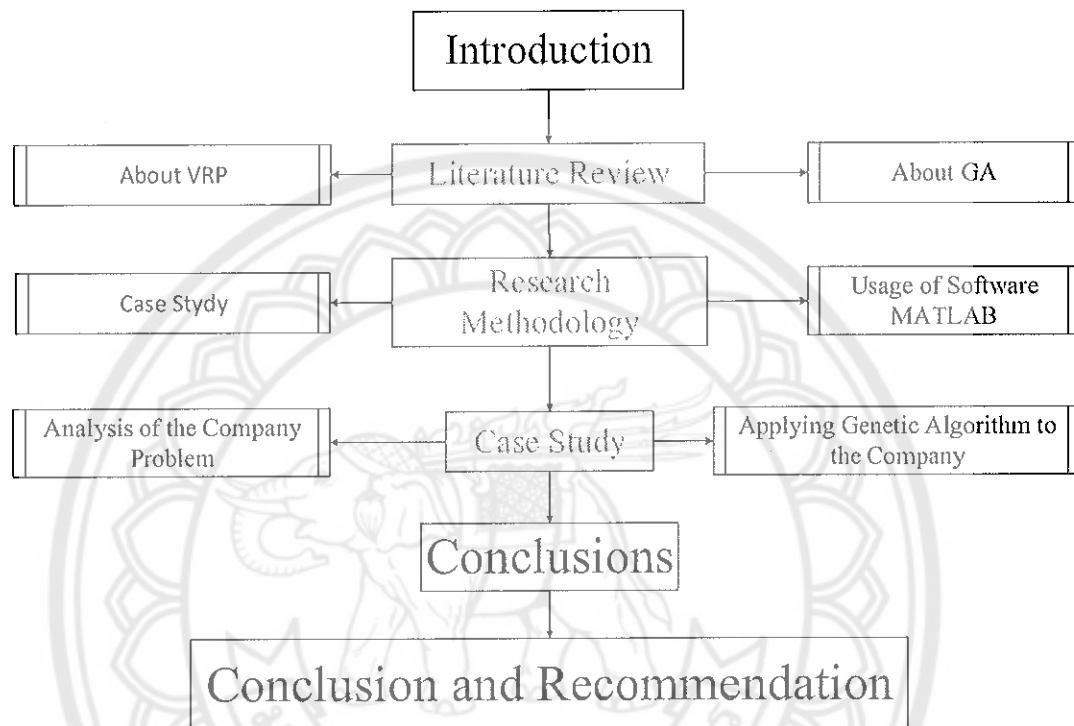 Introduction
About VRP
Literature Review
About GA
Case Stydy
Research
Methodology
Usage of Software
MATLAB
Analysis of the Company
Problem
Case Study
Applying Genetic Algorithm to
the Company
Conclusions
Conclusion and Recommendation